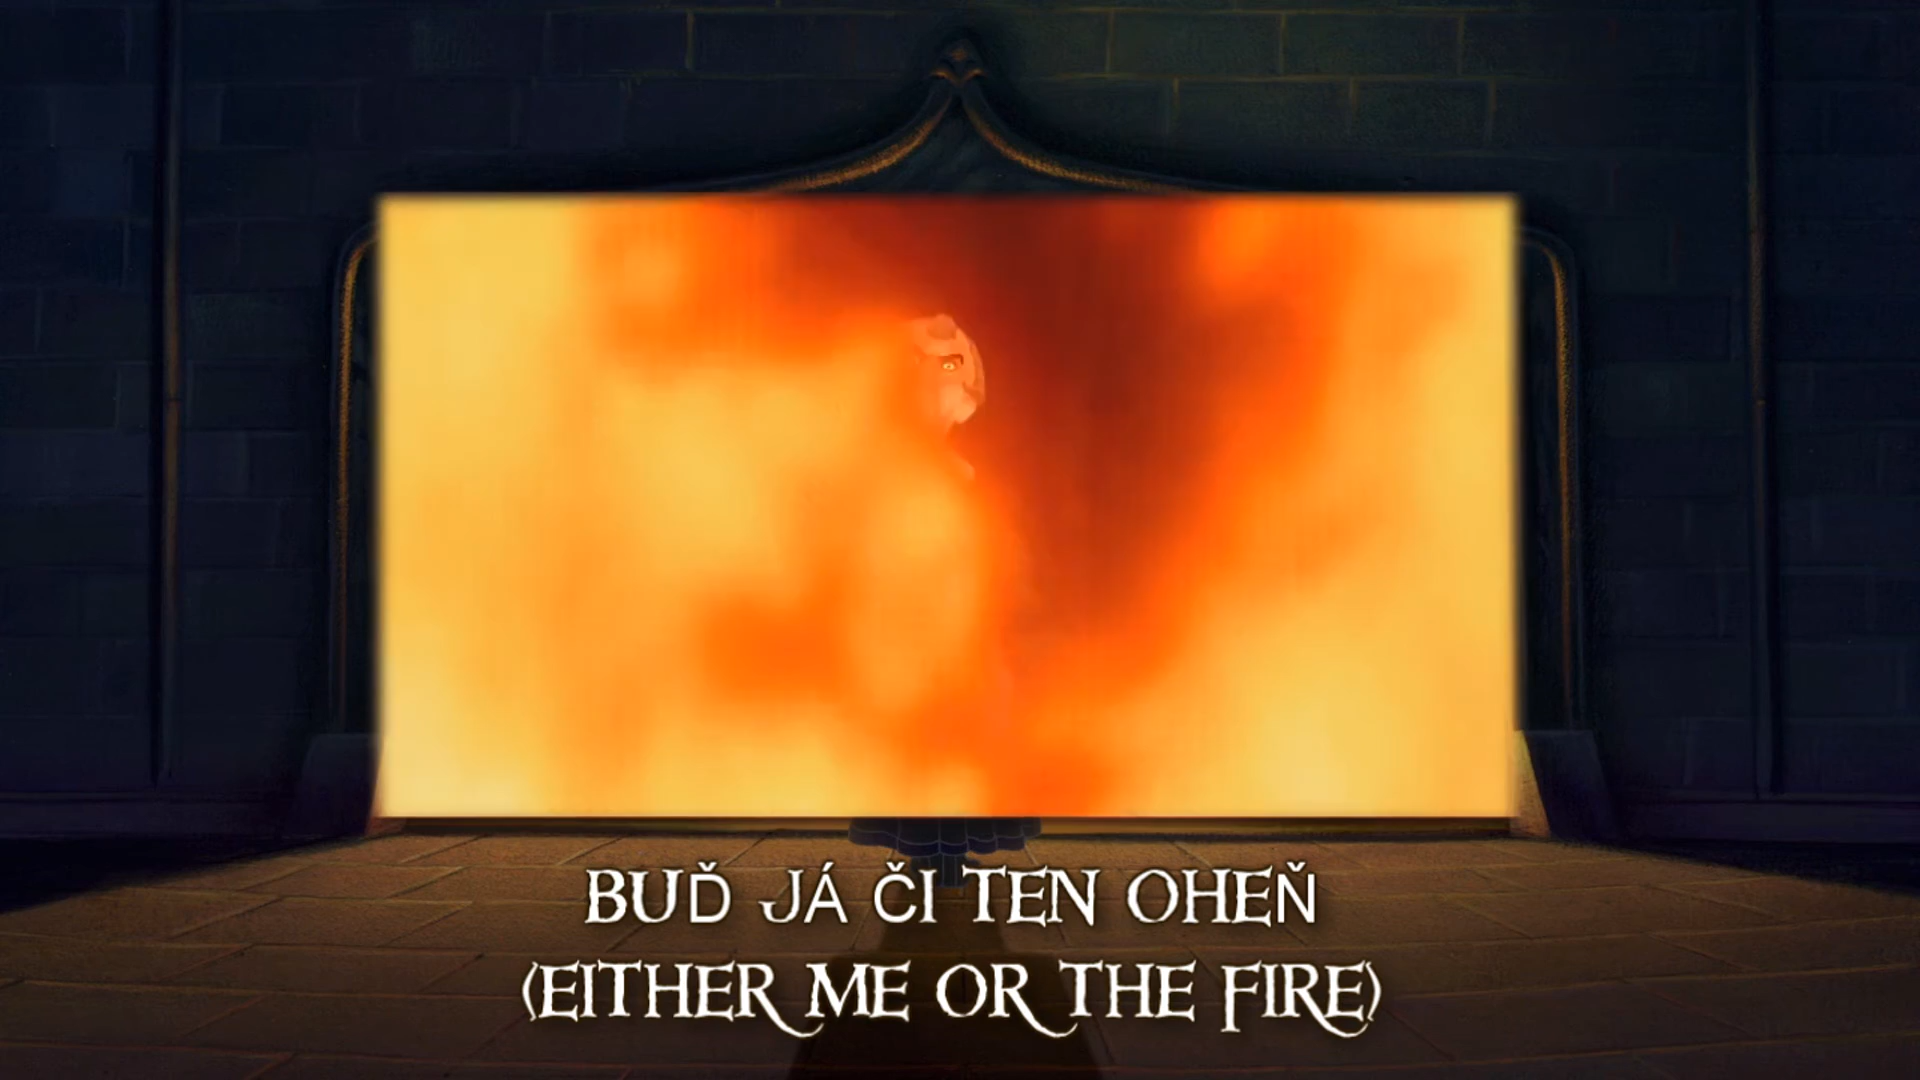 BUĎ JÁ ČI TEN OHEŇ
(EITHER ME OR THE FIRE)